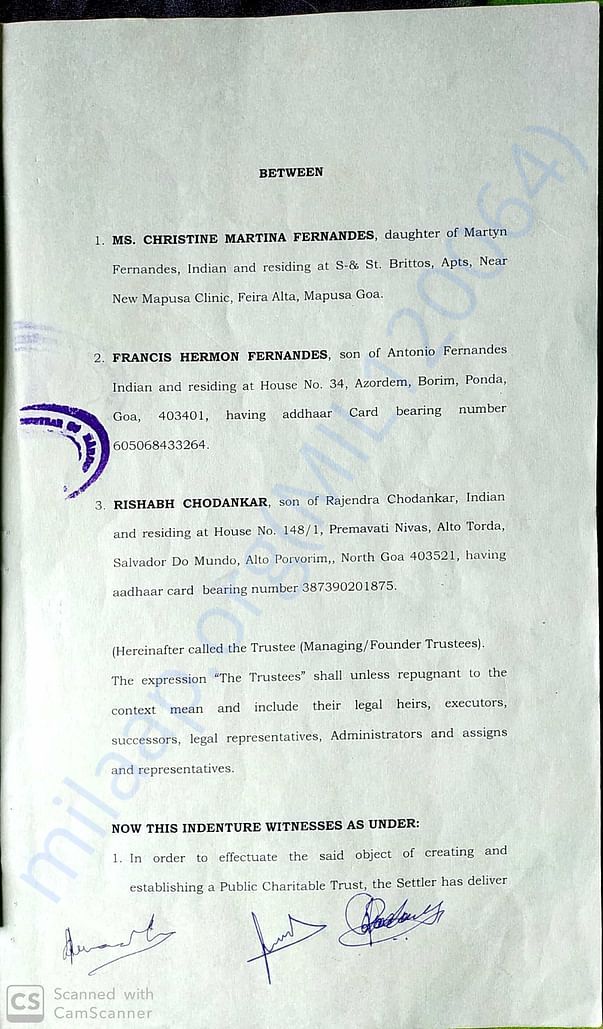 BETWEEN
1. MS. CHRISTINE MARTINA FERNANDES, daughter of Martyn
Fernandes, Indian and residing at S-& St. Brittos, Apts, Near
New Mapusa Clinic, Feira Alta, Mapusa Goa.
2. FRANCIS HERMON FERNANDES, son of Antonio Fernandes
Indian and residing at House No. 34, Azordem, Borim, Ponda,
Goa, 403401, having addhaar Card bearing number
605068433264.
3. RISHABH CHODANKAR, son of Rajendra Chodankar, Indian
and residing at House No. 148/1, Premavati Nivas, Alto Torda,
Salvador Do Mundo, Alto Porvorim,, North Goa 403521, having
aadhaar card bearing number 387390201875.
(Hereinafter called the Trustee (Managing/Founder Trustees).
The expression “The Trustees” shall unless repugnant to the
context mean and include their legal heirs, executors,
successors, legal representatives, Administrators and assigns
and representatives.
NOW THIS INDENTURE WITNESSES AS UNDER:
1. In order to effectuate the said object of creating and
establishing a Public Charitable Trust, the Settler has deliver
milaap.org(MIL120064)
CS Scanned with
CamScanner